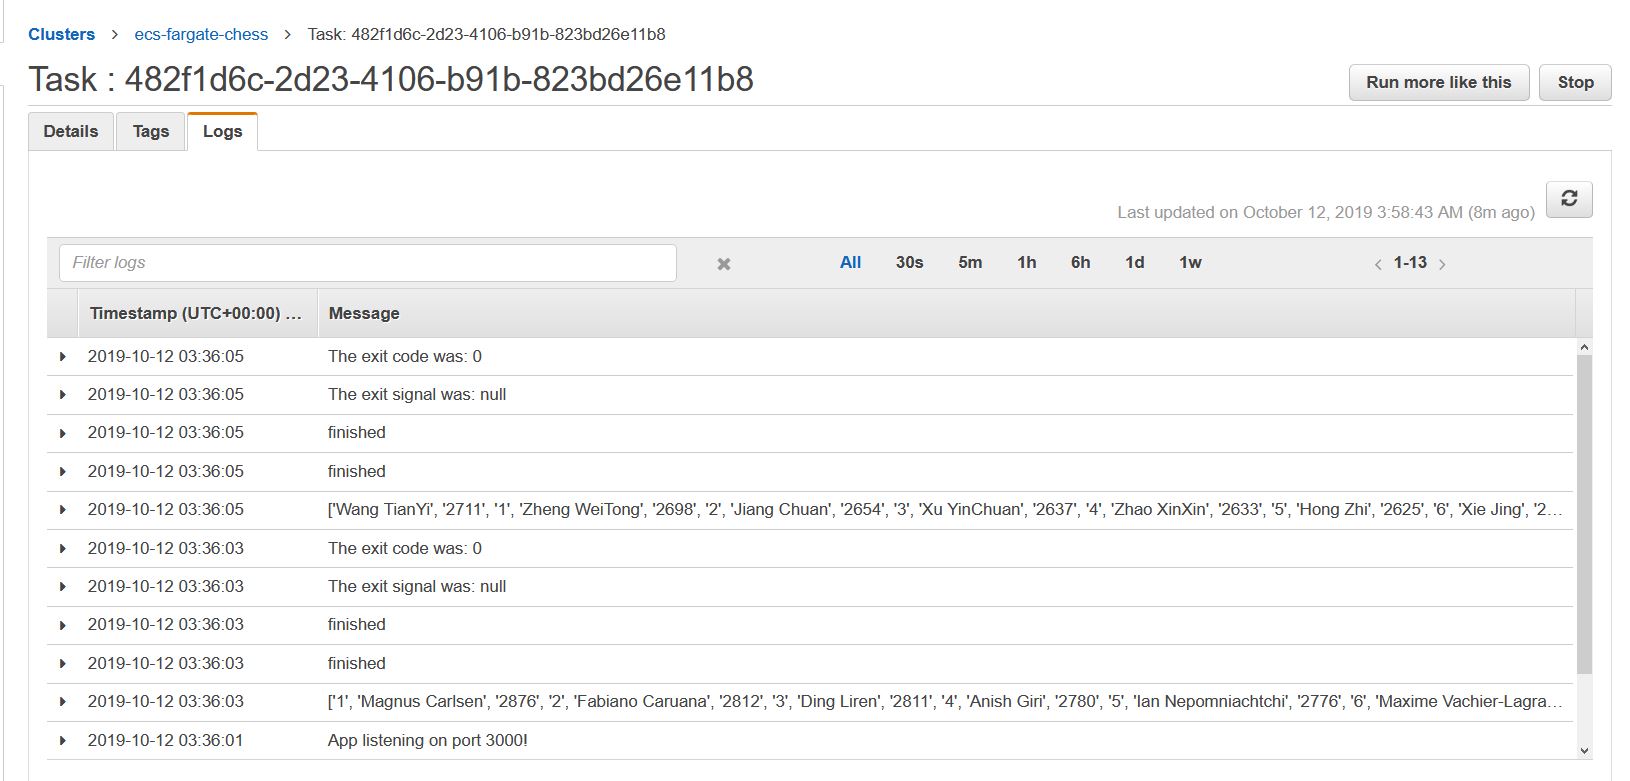 Clusters > ecs-fargate-chess > Task: 482f1d6c-2d23-4106-b91b-823bd26e11b8
Task : 482f1d6c-2d23-4106-b91b-823bd26e11b8
Run more like this Stop
Details Tags Logs
Last updated on October 12, 2019 3:58:43 AM (8m ago)
Filter logs All 30s 5m 1h 6h 1d 1w < 1-13 >
Timestamp (UTC+00:00) ... Message
2019-10-12 03:36:05 The exit code was: 0
2019-10-12 03:36:05 The exit signal was: null
2019-10-12 03:36:05 finished
2019-10-12 03:36:05 finished
2019-10-12 03:36:05 ['Wang TianYi', '2711', '1', 'Zheng WeiTong', '2698', '2', 'Jiang Chuan', '2654', '3', 'Xu YinChuan', '2637', '4', 'Zhao XinXin', '2633', '5', 'Hong Zhi', '2625', '6', 'Xie Jing', '2...
2019-10-12 03:36:03 The exit code was: 0
2019-10-12 03:36:03 The exit signal was: null
2019-10-12 03:36:03 finished
2019-10-12 03:36:03 finished
2019-10-12 03:36:03 ['1', 'Magnus Carlsen', '2876', '2', 'Fabiano Caruana', '2812', '3', 'Ding Liren', '2811', '4', 'Anish Giri', '2780', '5', 'Ian Nepomniachtchi', '2776', '6', 'Maxime Vachier-Lagra...
2019-10-12 03:36:01 App listening on port 3000!